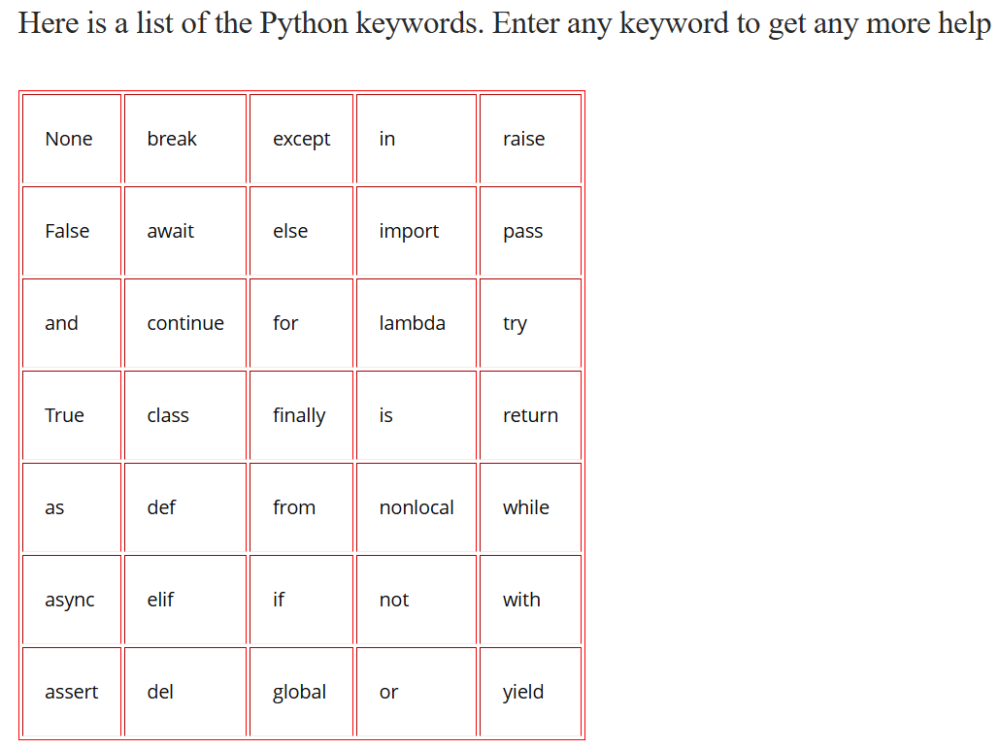 Here is a list of the Python keywords. Enter any keyword to get any more help
None break except in raise
False await else import pass
and continue for lambda try
True class finally is return
as def from nonlocal while
async elif if not with
assert del global or yield